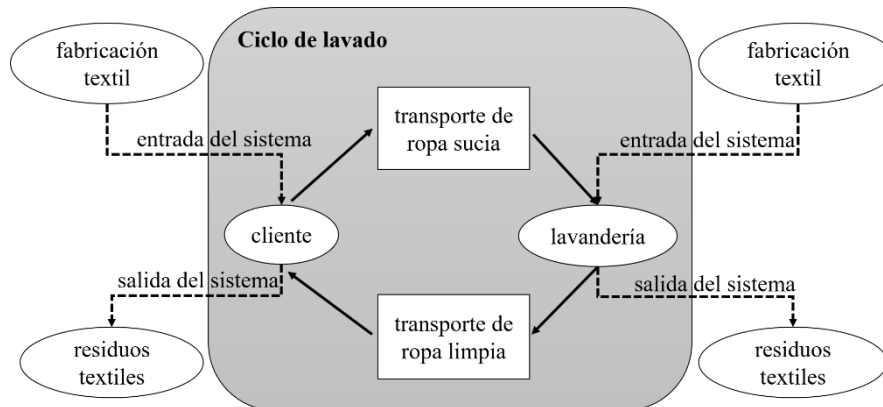 Ciclo de lavado
fabricación
textil
fabricación
textil
transporte de
ropa sucia
entrada del sistema
entrada del sistema
cliente
lavandería
salida del sistema
salida del sistema
transporte de
ropa limpia
residuos
textiles
residuos
textiles